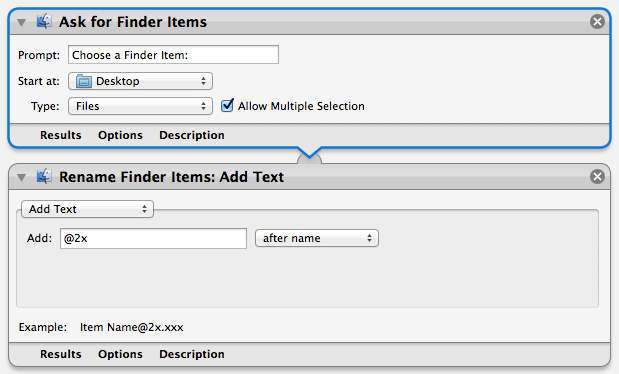 Ask for Finder Items
Prompt: Choose a Finder Item:
Start at: Desktop
Type: Files Allow Multiple Selection
Results Options Description
Rename Finder Items: Add Text
Add Text
Add: @2x after name
Example: Item Name@2x.xxx
Results Options Description